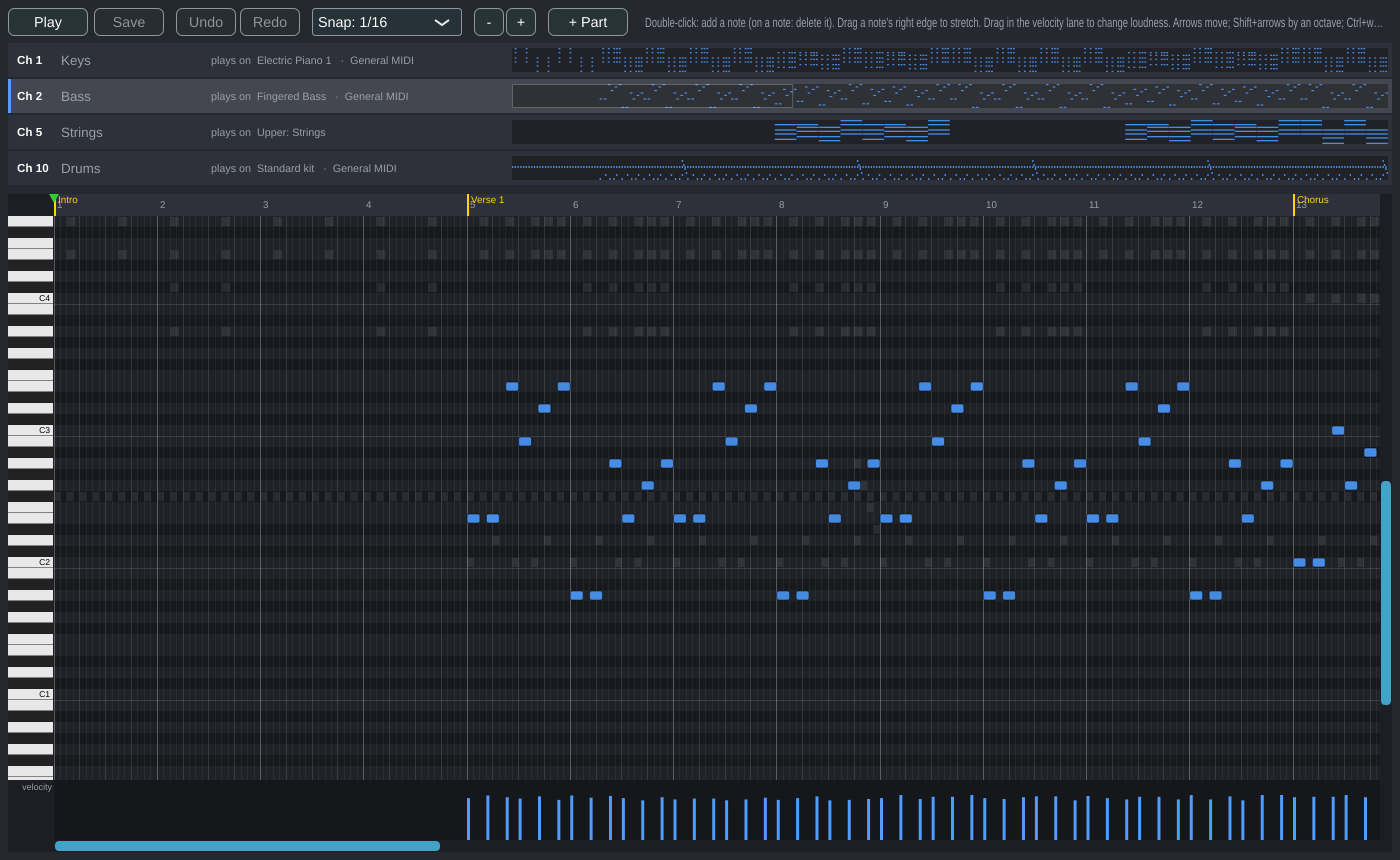 Play Save Undo Redo Snap: 1/16 - + + Part Double-click: add a note (on a note: delete it). Drag a note's right edge to stretch. Drag in the velocity lane to change loudness. Arrows move; Shift+arrows by an octave; Ctrl+w...
Ch 1 Keys plays on Electric Piano 1 · General MIDI
Ch 2 Bass plays on Fingered Bass · General MIDI
Ch 5 Strings plays on Upper: Strings
Ch 10 Drums plays on Standard kit · General MIDI
Intro Verse 1 Chorus
1 2 3 4 5 6 7 8 9 10 11 12 13
C4
C3
C2
C1
velocity